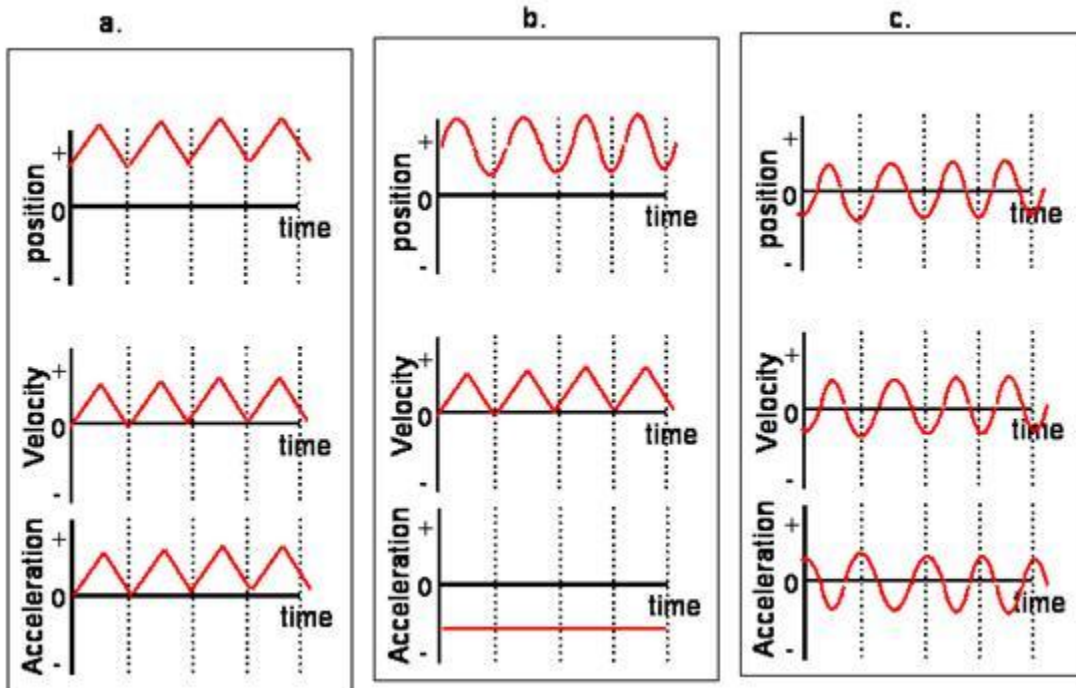 a.
b.
c.
+
position
0
time
-
+
Velocity
0
time
-
+
Acceleration
0
time
-
+
position
0
time
-
+
Velocity
0
time
-
+
Acceleration
0
time
-
+
position
0
time
-
+
Velocity
0
time
-
+
Acceleration
0
time
-